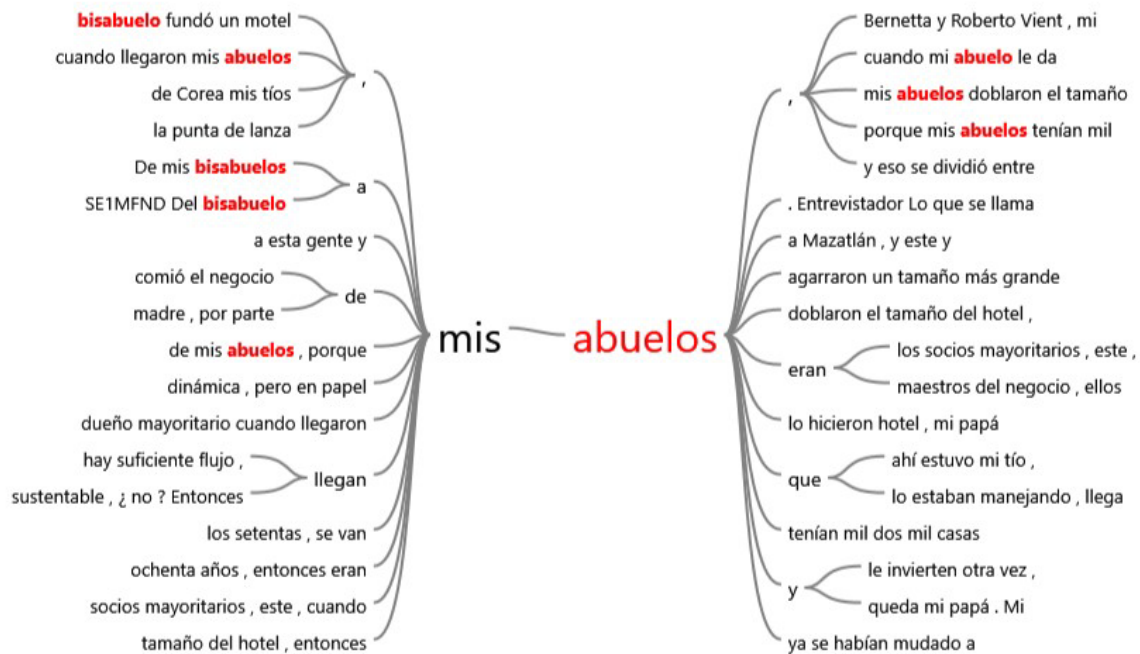 bisabuelo fundó un motel
cuando llegaron mis abuelos
de Corea mis tíos
la punta de lanza
,
De mis bisabuelos
SE1MFND Del bisabuelo
a
a esta gente y
comió el negocio
madre , por parte
de
de mis abuelos , porque
dinámica , pero en papel
dueño mayoritario cuando llegaron
hay suficiente flujo ,
sustentable , ¿ no ? Entonces
llegan
los setentas , se van
ochenta años , entonces eran
socios mayoritarios , este , cuando
tamaño del hotel , entonces
mis abuelos
,
Bernetta y Roberto Vient , mi
cuando mi abuelo le da
mis abuelos doblaron el tamaño
porque mis abuelos tenían mil
y eso se dividió entre
. Entrevistador Lo que se llama
a Mazatlán , y este y
agarraron un tamaño más grande
doblaron el tamaño del hotel ,
eran
los socios mayoritarios , este ,
maestros del negocio , ellos
lo hicieron hotel , mi papá
que
ahí estuvo mi tío ,
lo estaban manejando , llega
tenían mil dos mil casas
y
le invierten otra vez ,
queda mi papá . Mi
ya se habían mudado a